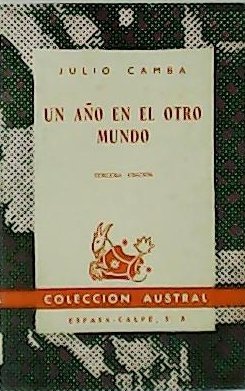 JULIO CAMBA
UN AÑO EN EL OTRO
MUNDO
TERCERA EDICIÓN
COLECCION AUSTRAL
ESPASA-CALPE, S. A